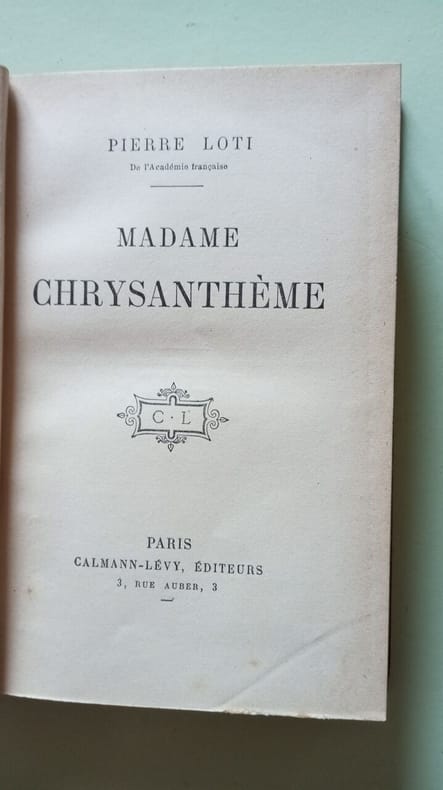 PIERRE LOTI
De l'Académie française
MADAME
CHRYSANTHÈME
C · L
PARIS
CALMANN-LÉVY, ÉDITEURS
3, RUE AUBER, 3